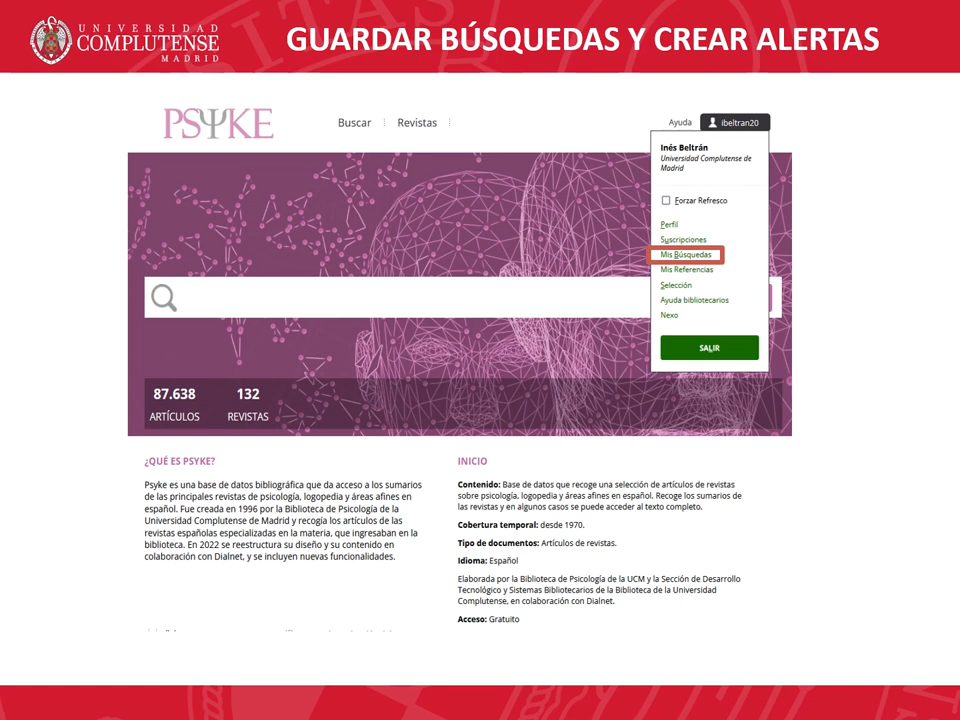 UNIVERSIDAD
COMPLUTENSE
MADRID
GUARDAR BÚSQUEDAS Y CREAR ALERTAS
PSYKE
Buscar
Revistas
Ayuda
ibeltran20
Inés Beltrán
Universidad Complutense de
Madrid
Forzar Refresco
Perfil
Suscripciones
Mis Búsquedas
Mis Referencias
Selección
Ayuda bibliotecarios
Nexo
SALIR
87.638
ARTÍCULOS
132
REVISTAS
¿QUÉ ES PSYKE?
Psyke es una base de datos bibliográfica que da acceso a los sumarios
de las principales revistas de psicología, logopedia y áreas afines en
español. Fue creada en 1996 por la Biblioteca de Psicología de la
Universidad Complutense de Madrid y recogía los artículos de las
revistas españolas especializadas en la materia, que ingresaban en la
biblioteca. En 2022 se reestructura su diseño y su contenido en
colaboración con Dialnet, y se incluyen nuevas funcionalidades.
INICIO
Contenido: Base de datos que recoge una selección de artículos de revistas
sobre psicología, logopedia y áreas afines en español. Recoge los sumarios de
las revistas y en algunos casos se puede acceder al texto completo.
Cobertura temporal: desde 1970.
Tipo de documentos: Artículos de revistas.
Idioma: Español
Elaborada por la Biblioteca de Psicología de la UCM y la Sección de Desarrollo
Tecnológico y Sistemas Bibliotecarios de la Biblioteca de la Universidad
Complutense, en colaboración con Dialnet.
Acceso: Gratuito